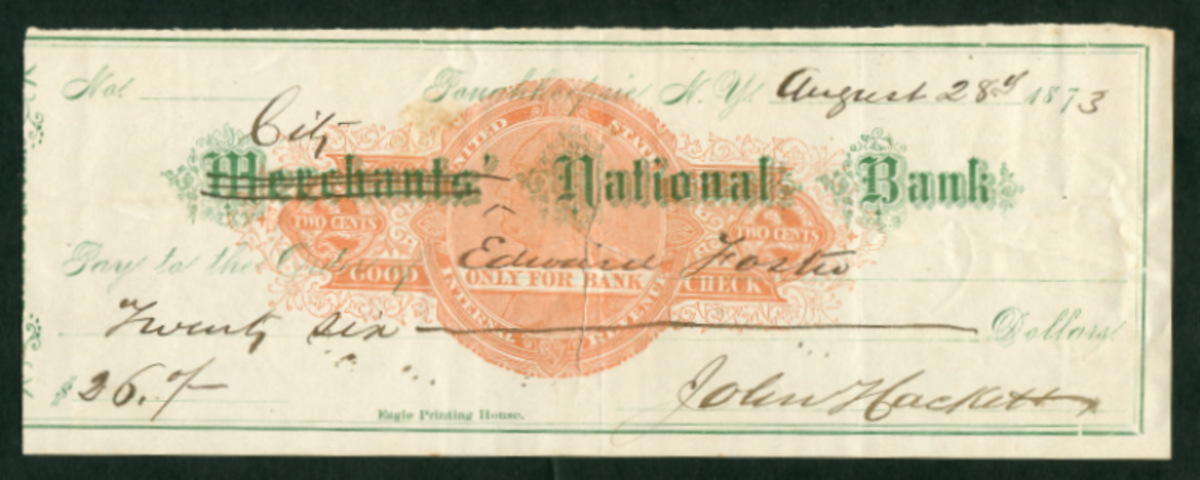 No. Poughkeepsie N. Y. August 28th 1873
City
Merchants' National Bank
UNITED STATES
TWO CENTS TWO CENTS
Pay to the Order of Edward Foster
GOOD ONLY FOR BANK CHECK
INTERNAL REVENUE
Twenty six Dollars
$26.
Eagle Printing House.
John Hackett